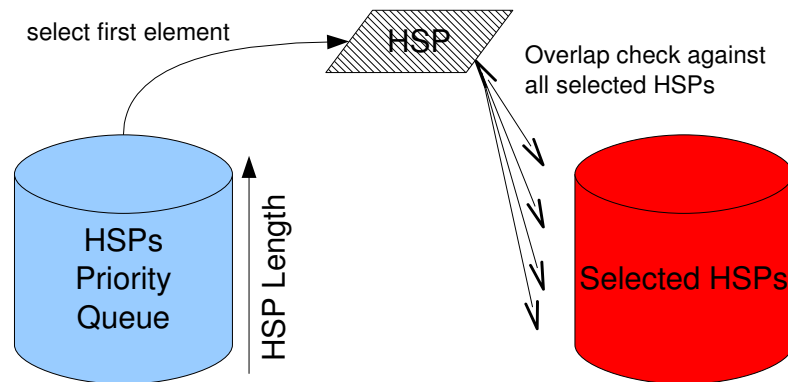 select first element
HSP
Overlap check against
all selected HSPs
HSPs
Priority
Queue
HSP Length
Selected HSPs